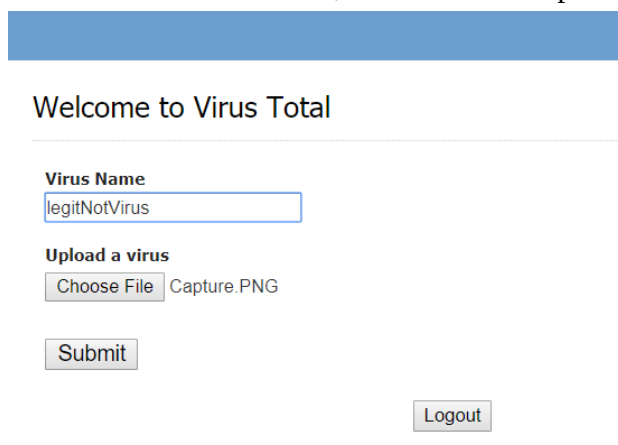 Welcome to Virus Total
Virus Name
legitNotVirus
Upload a virus
Choose File Capture.PNG
Submit
Logout